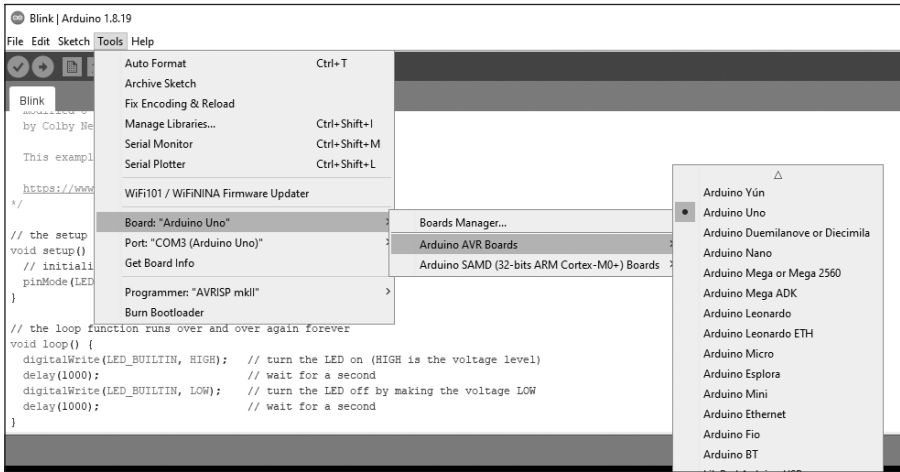 Blink | Arduino 1.8.19
File Edit Sketch Tools Help
Blink
by Colby Ne
This exampl
https://www
*/
// the setup
void setup()
// initiali
pinMode(LED
}
// the loop function runs over and over again forever
void loop() {
digitalWrite(LED_BUILTIN, HIGH);   // turn the LED on (HIGH is the voltage level)
delay(1000);                       // wait for a second
digitalWrite(LED_BUILTIN, LOW);    // turn the LED off by making the voltage LOW
delay(1000);                       // wait for a second
}
Auto Format Ctrl+T
Archive Sketch
Fix Encoding & Reload
Manage Libraries... Ctrl+Shift+I
Serial Monitor Ctrl+Shift+M
Serial Plotter Ctrl+Shift+L
WiFi101 / WiFiNINA Firmware Updater
Board: "Arduino Uno"
Port: "COM3 (Arduino Uno)"
Get Board Info
Programmer: "AVRISP mkII"
Burn Bootloader
Boards Manager...
Arduino AVR Boards
Arduino SAMD (32-bits ARM Cortex-M0+) Boards
Arduino Yún
Arduino Uno
Arduino Duemilanove or Diecimila
Arduino Nano
Arduino Mega or Mega 2560
Arduino Mega ADK
Arduino Leonardo
Arduino Leonardo ETH
Arduino Micro
Arduino Esplora
Arduino Mini
Arduino Ethernet
Arduino Fio
Arduino BT